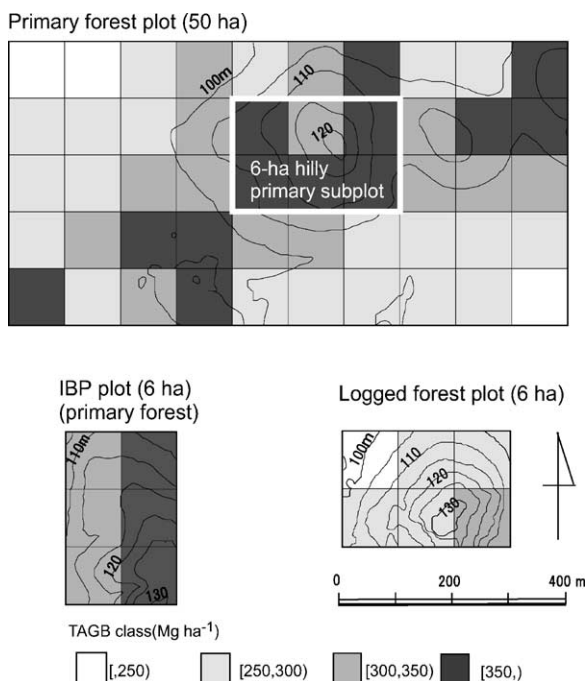 Primary forest plot (50 ha)
100m
110
120
6-ha hilly
primary subplot
IBP plot (6 ha)
(primary forest)
110m
120
130
Logged forest plot (6 ha)
100m
110
120
130
0 200 400 m
TAGB class(Mg ha⁻¹)
[,250) [250,300) [300,350) [350,)